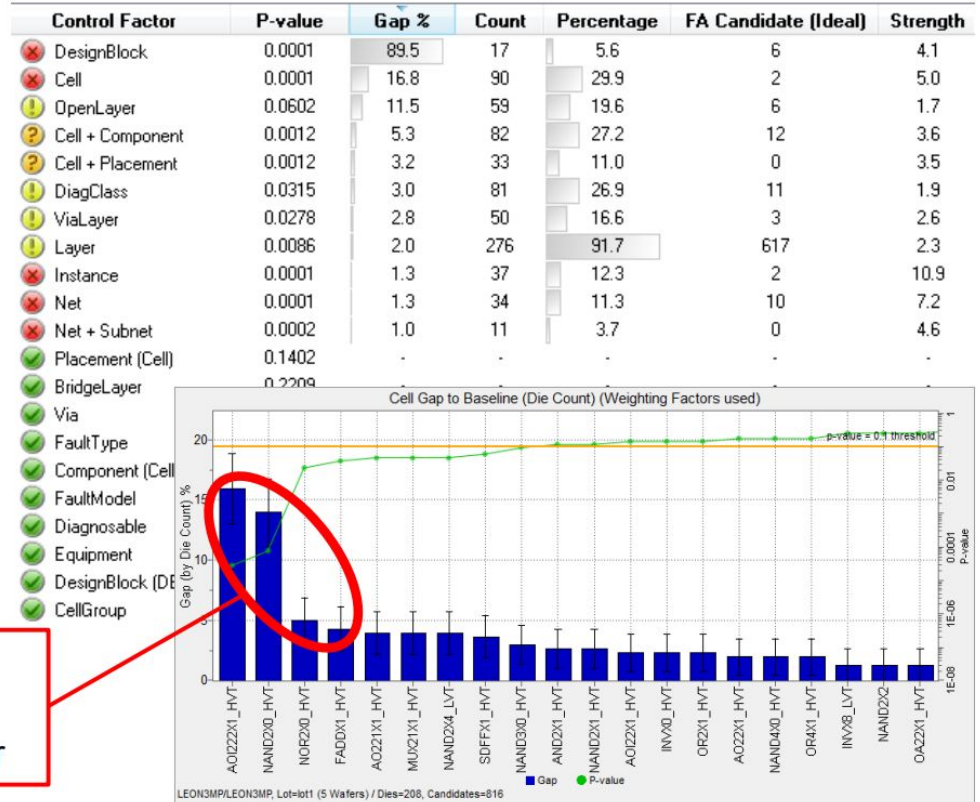 Control Factor P-value Gap % Count Percentage FA Candidate (Ideal) Strength
DesignBlock 0.0001 89.5 17 5.6 6 4.1
Cell 0.0001 16.8 90 29.9 2 5.0
OpenLayer 0.0602 11.5 59 19.6 6 1.7
Cell + Component 0.0012 5.3 82 27.2 12 3.6
Cell + Placement 0.0012 3.2 33 11.0 0 3.5
DiagClass 0.0315 3.0 81 26.9 11 1.9
ViaLayer 0.0278 2.8 50 16.6 3 2.6
Layer 0.0086 2.0 276 91.7 617 2.3
Instance 0.0001 1.3 37 12.3 2 10.9
Net 0.0001 1.3 34 11.3 10 7.2
Net + Subnet 0.0002 1.0 11 3.7 0 4.6
Placement (Cell) 0.1402 - - - - -
BridgeLayer 0.2209
Via
FaultType
Component (Cell
FaultModel
Diagnosable
Equipment
DesignBlock (DE
CellGroup
r
Cell Gap to Baseline (Die Count) (Weighting Factors used)
p-value = 0.1 threshold
Gap (by Die Count) %
20
15
10
5
0
1
0.01
0.0001
1E-06
1E-08
P-value
AO222X1_HVT
NAND2X0_HVT
NOR2X0_HVT
FADDX1_HVT
AO221X1_HVT
MUX21X1_HVT
NAND2X4_LVT
SDFFX1_HVT
NAND3X0_HVT
AND2X1_HVT
NAND2X1_HVT
AOI22X1_HVT
INVX0_HVT
OR2X1_HVT
AO22X1_HVT
NAND4X0_HVT
OR4X1_HVT
INVX8_LVT
NAND2X2
OA22X1_HVT
Gap P-value
LEON3MP/LEON3MP, Lot=lot1 (5 Wafers) / Dies=208, Candidates=816